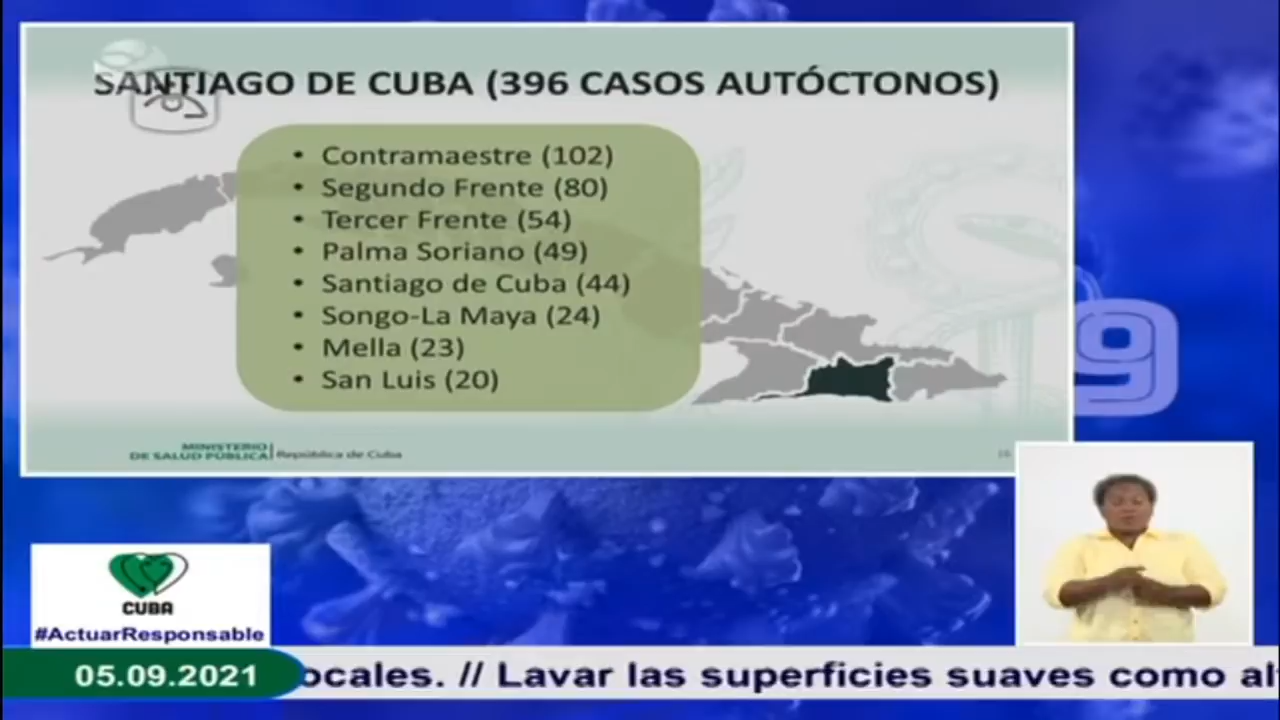 SANTIAGO DE CUBA (396 CASOS AUTÓCTONOS)
• Contramaestre (102)
• Segundo Frente (80)
• Tercer Frente (54)
• Palma Soriano (49)
• Santiago de Cuba (44)
• Songo-La Maya (24)
• Mella (23)
• San Luis (20)
MINISTERIO
DE SALUD PÚBLICA
República de Cuba
16
9
CUBA
#ActuarResponsable
05.09.2021
ocales. // Lavar las superficies suaves como al